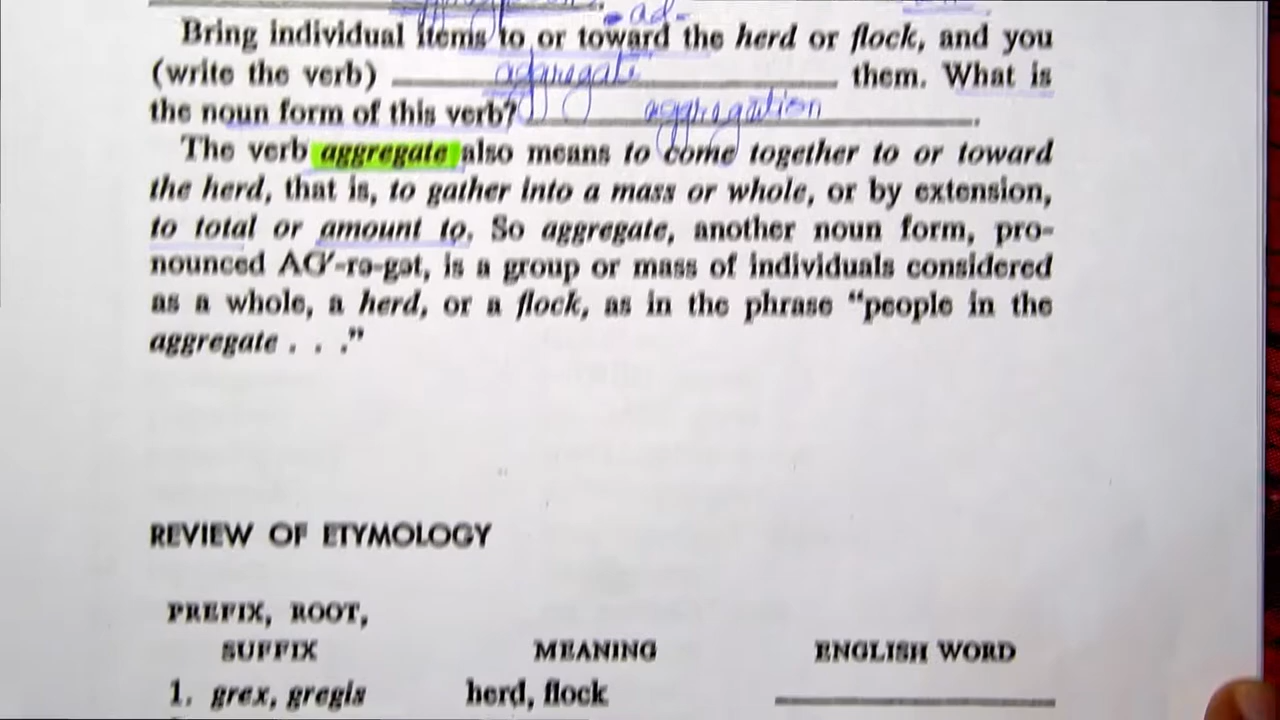 -ad-
Bring individual items to or toward the herd or flock, and you
(write the verb) aggregate them. What is
the noun form of this verb? aggregation .
The verb aggregate also means to come together to or toward
the herd, that is, to gather into a mass or whole, or by extension,
to total or amount to. So aggregate, another noun form, pro-
nounced AG′-rə-gət, is a group or mass of individuals considered
as a whole, a herd, or a flock, as in the phrase “people in the
aggregate . . .”
REVIEW OF ETYMOLOGY
PREFIX, ROOT,
SUFFIX MEANING ENGLISH WORD
1. grex, gregis herd, flock